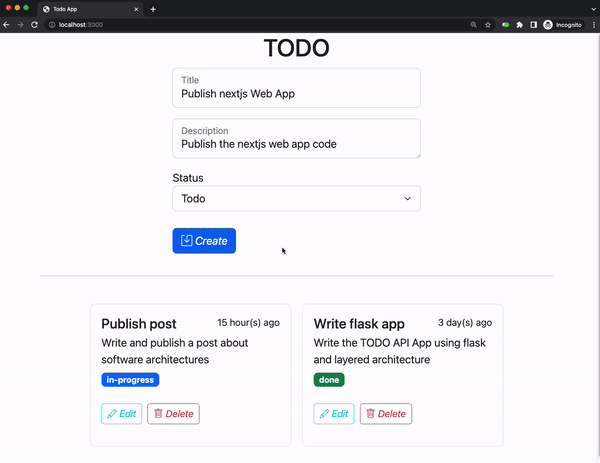 Todo App
localhost:3000
Incognito
TODO
Title
Publish nextjs Web App
Description
Publish the nextjs web app code
Status
Todo
Create
Publish post
15 hour(s) ago
Write and publish a post about
software architectures
in-progress
Edit
Delete
Write flask app
3 day(s) ago
Write the TODO API App using flask
and layered architecture
done
Edit
Delete